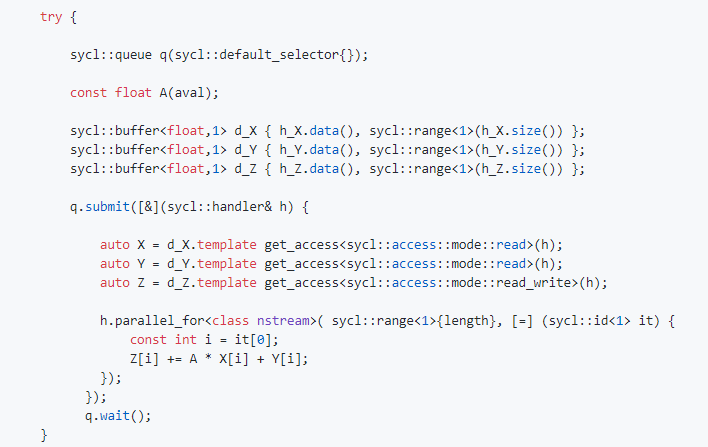 try {
sycl::queue q(sycl::default_selector{});
const float A(aval);
sycl::buffer<float,1> d_X { h_X.data(), sycl::range<1>(h_X.size()) };
sycl::buffer<float,1> d_Y { h_Y.data(), sycl::range<1>(h_Y.size()) };
sycl::buffer<float,1> d_Z { h_Z.data(), sycl::range<1>(h_Z.size()) };
q.submit([&](sycl::handler& h) {
auto X = d_X.template get_access<sycl::access::mode::read>(h);
auto Y = d_Y.template get_access<sycl::access::mode::read>(h);
auto Z = d_Z.template get_access<sycl::access::mode::read_write>(h);
h.parallel_for<class nstream>( sycl::range<1>{length}, [=] (sycl::id<1> it) {
const int i = it[0];
Z[i] += A * X[i] + Y[i];
});
});
q.wait();
}